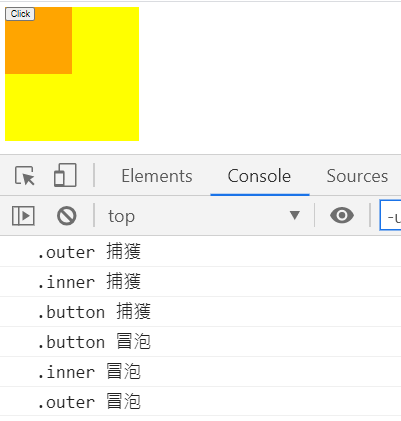 Click
Elements Console Sources
top -u
.outer 捕獲
.inner 捕獲
.button 捕獲
.button 冒泡
.inner 冒泡
.outer 冒泡